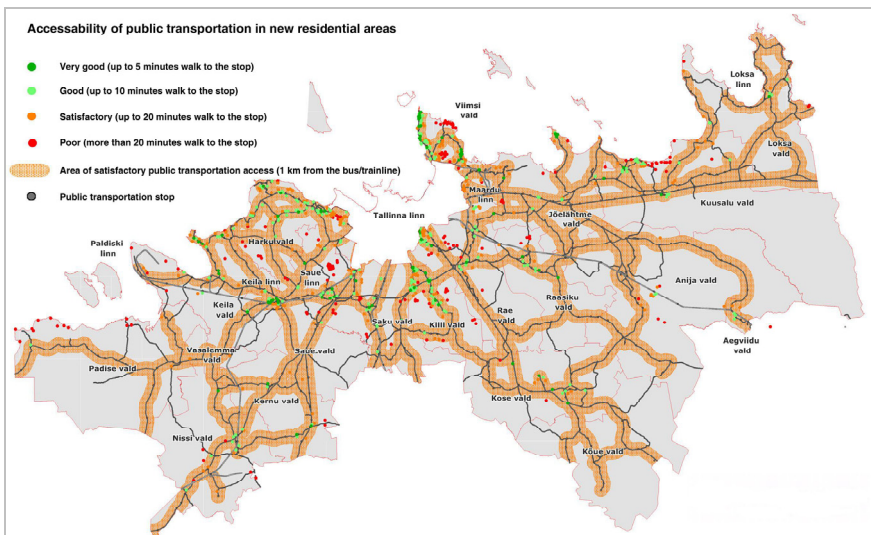 Accessability of public transportation in new residential areas
Very good (up to 5 minutes walk to the stop)
Good (up to 10 minutes walk to the stop)
Satisfactory (up to 20 minutes walk to the stop)
Poor (more than 20 minutes walk to the stop)
Area of satisfactory public transportation access (1 km from the bus/trainline)
Public transportation stop
Loksa
linn
Viimsi
vald
Loksa
vald
Maardu
linn
Kuusalu vald
Tallinna linn
Jõelähtme
vald
Paldiski
linn
Harku vald
Saue
linn
Keila linn
Anija vald
Keila
vald
Raasiku
vald
Rae
vald
Saku vald
Kiili vald
Aegviidu
vald
Vasalemma
vald
Saue vald
Padise vald
Kernu vald
Kose vald
Nissi vald
Kõue vald